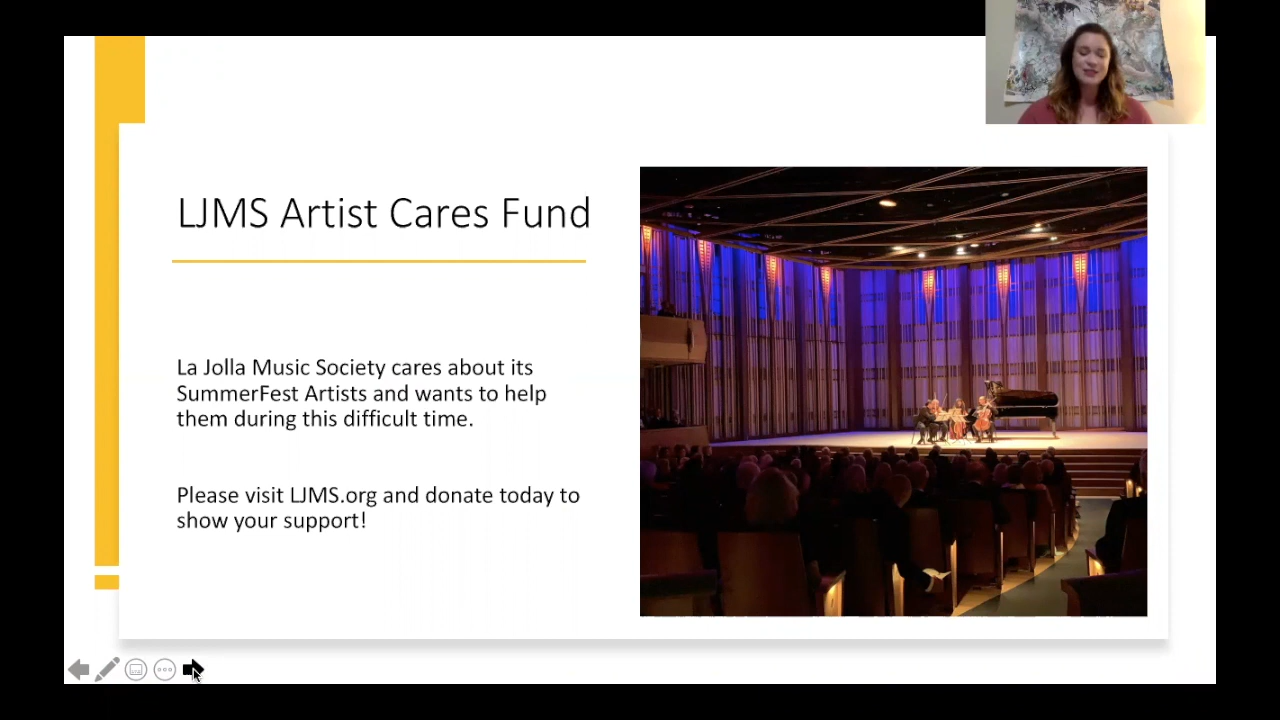 LJMS Artist Cares Fund
La Jolla Music Society cares about its
SummerFest Artists and wants to help
them during this difficult time.
Please visit LJMS.org and donate today to
show your support!